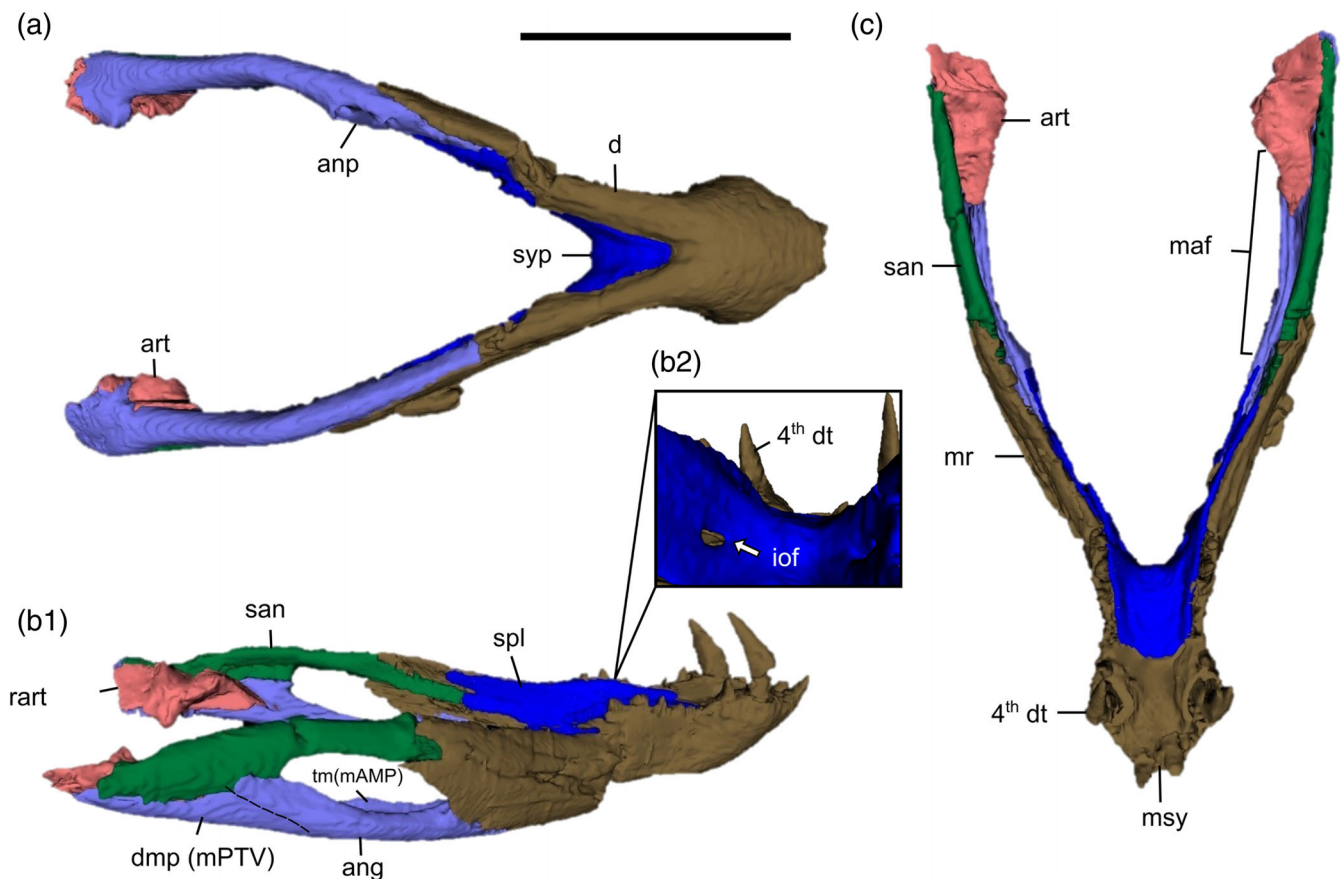 (a)
anp
d
syp
art
(b1)
san
spl
rart
tm(mAMP)
dmp (mPTV)
ang
(b2)
4th dt
iof
(c)
art
maf
san
mr
4th dt
msy